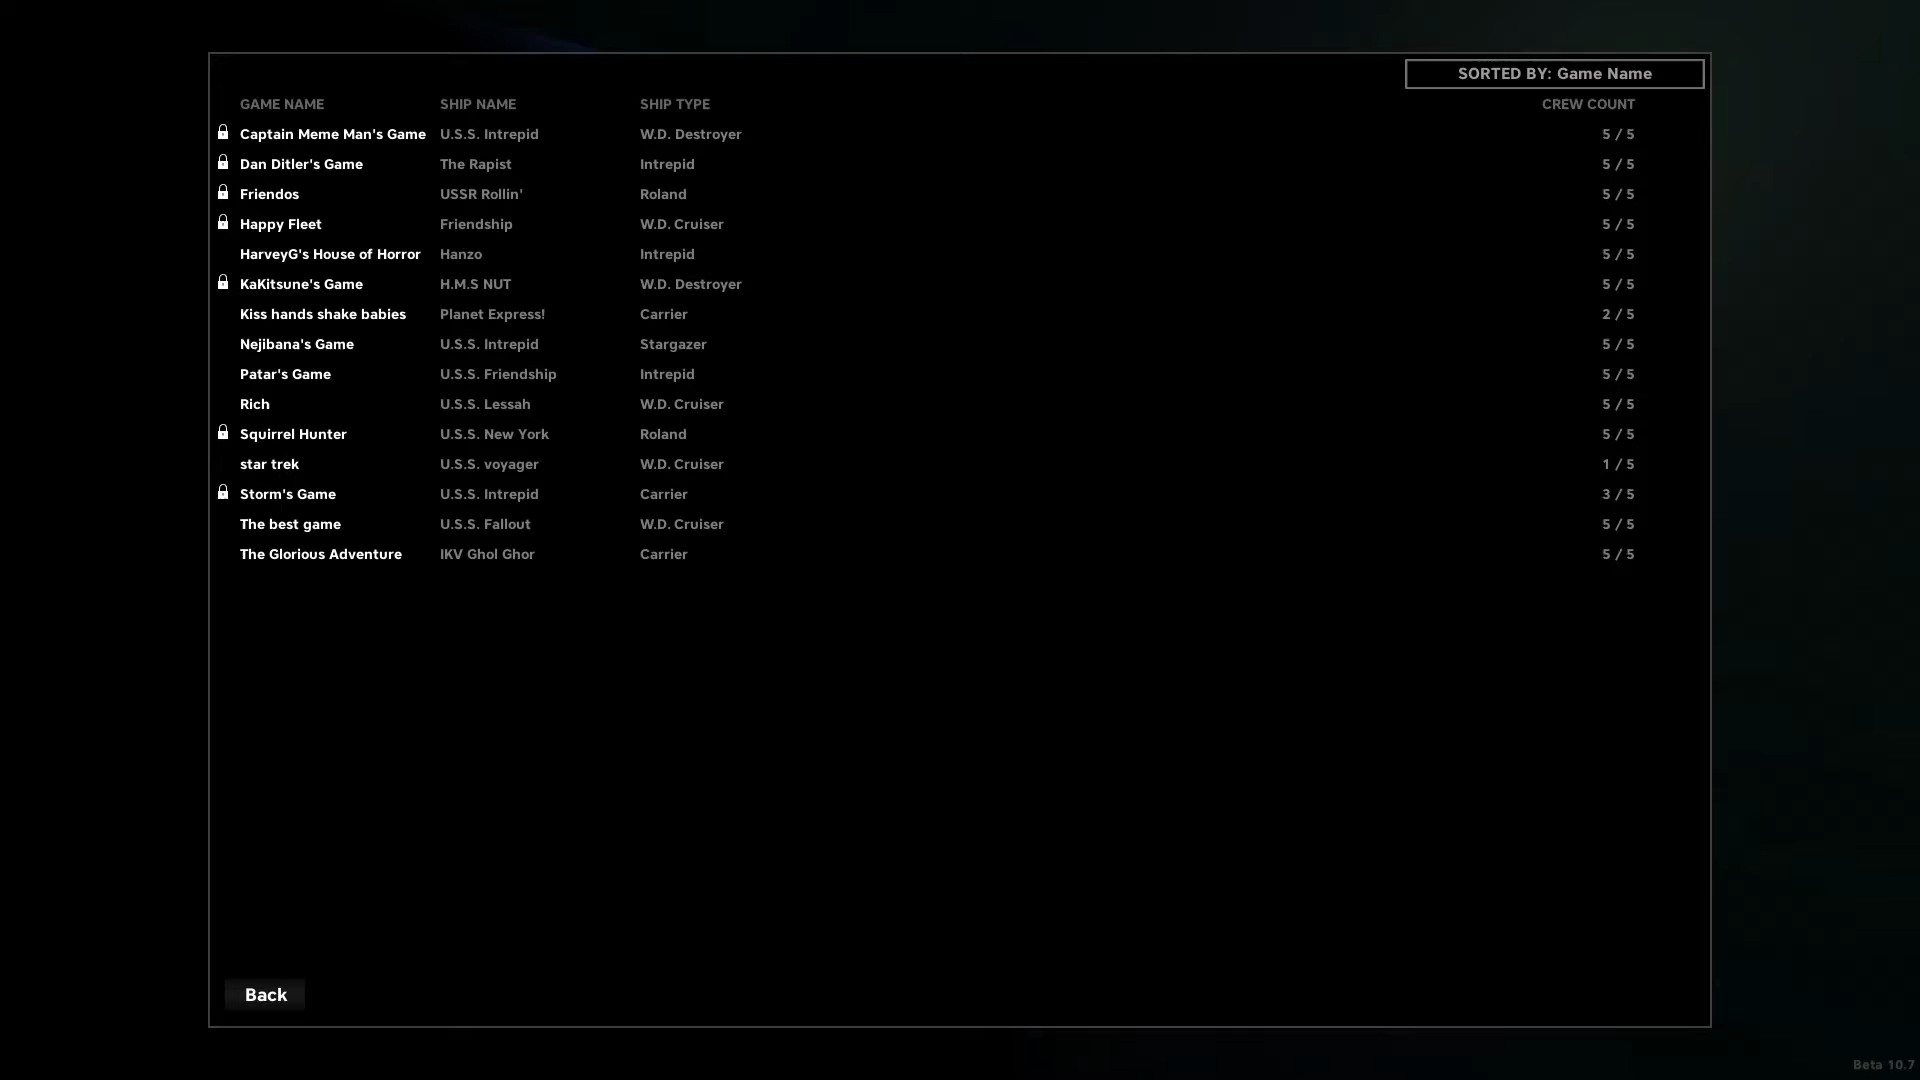 SORTED BY: Game Name
GAME NAME SHIP NAME SHIP TYPE CREW COUNT
Captain Meme Man's Game U.S.S. Intrepid W.D. Destroyer 5 / 5
Dan Ditler's Game The Rapist Intrepid 5 / 5
Friendos USSR Rollin' Roland 5 / 5
Happy Fleet Friendship W.D. Cruiser 5 / 5
HarveyG's House of Horror Hanzo Intrepid 5 / 5
KaKitsune's Game H.M.S NUT W.D. Destroyer 5 / 5
Kiss hands shake babies Planet Express! Carrier 2 / 5
Nejibana's Game U.S.S. Intrepid Stargazer 5 / 5
Patar's Game U.S.S. Friendship Intrepid 5 / 5
Rich U.S.S. Lessah W.D. Cruiser 5 / 5
Squirrel Hunter U.S.S. New York Roland 5 / 5
star trek U.S.S. voyager W.D. Cruiser 1 / 5
Storm's Game U.S.S. Intrepid Carrier 3 / 5
The best game U.S.S. Fallout W.D. Cruiser 5 / 5
The Glorious Adventure IKV Ghol Ghor Carrier 5 / 5
Back
Beta 10.7